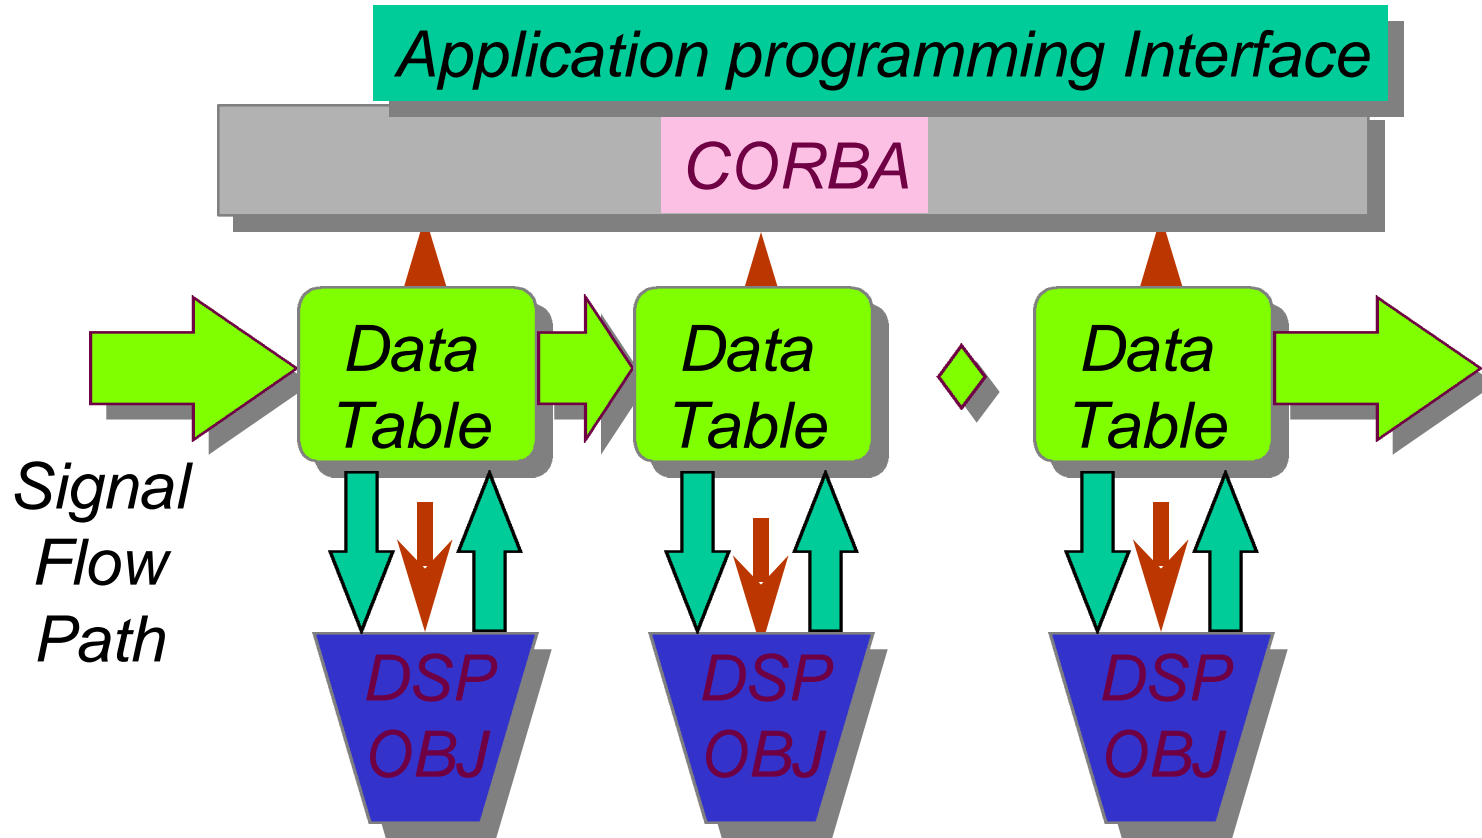 Application programming Interface
CORBA
Data
Table
Data
Table
Data
Table
Signal
Flow
Path
DSP
OBJ
DSP
OBJ
DSP
OBJ